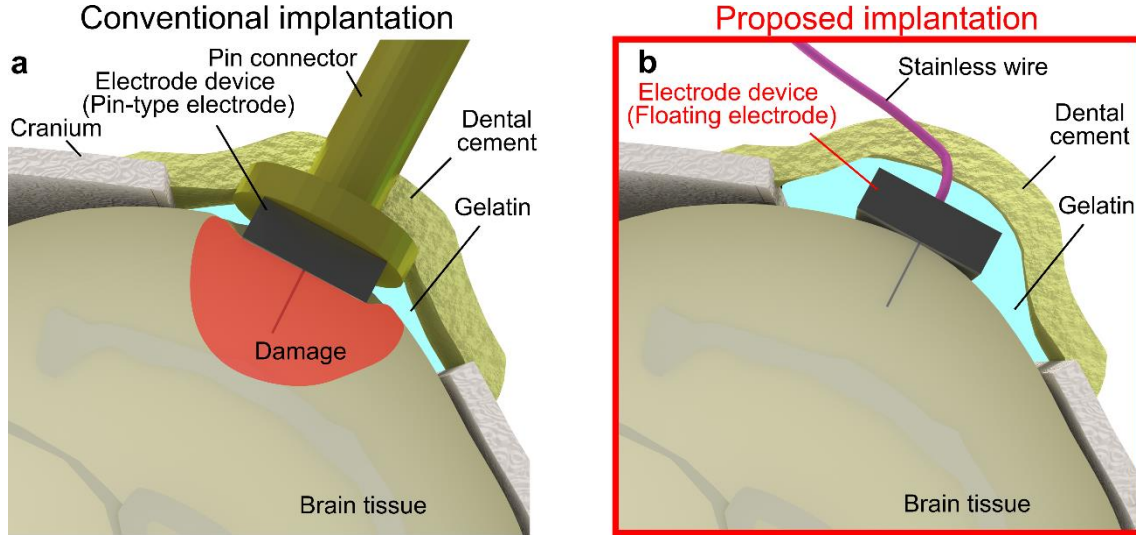 Conventional implantation
a
Pin connector
Electrode device
(Pin-type electrode)
Cranium
Dental
cement
Gelatin
Damage
Brain tissue
Proposed implantation
b
Stainless wire
Electrode device
(Floating electrode)
Dental
cement
Gelatin
Brain tissue